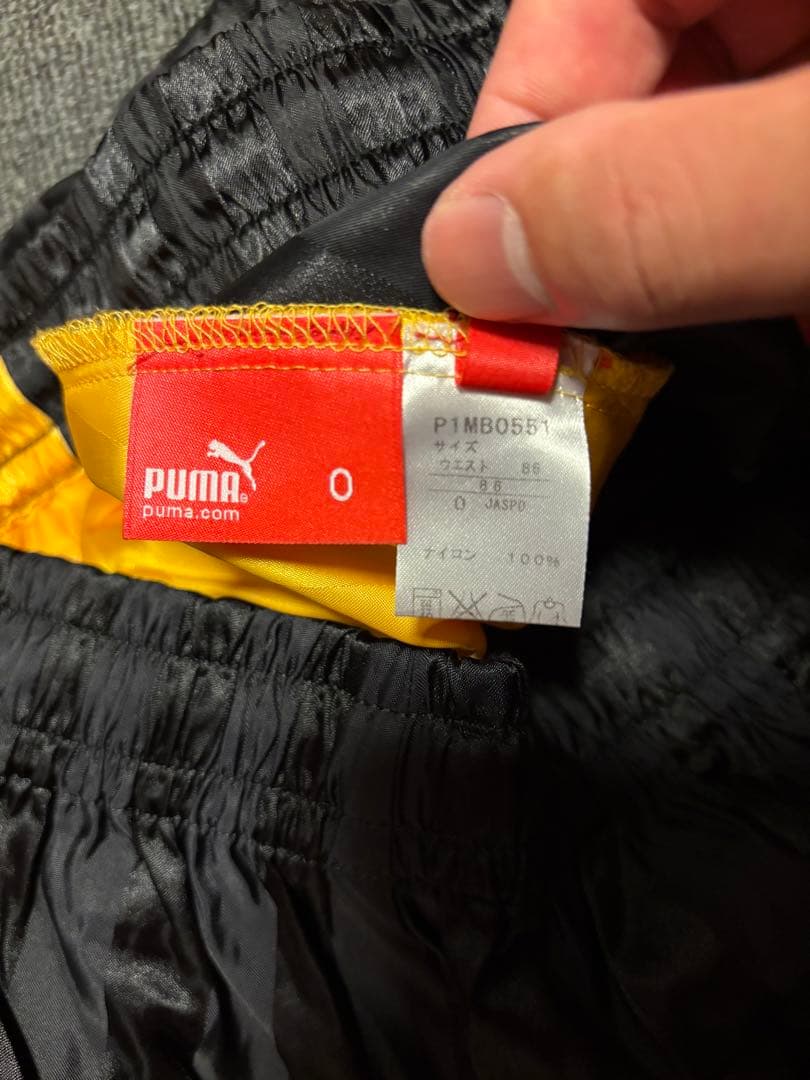 PUMA®
puma.com
O
P1MB0551
サイズ
ウエスト 86
86
O JASPO
ナイロン 100%